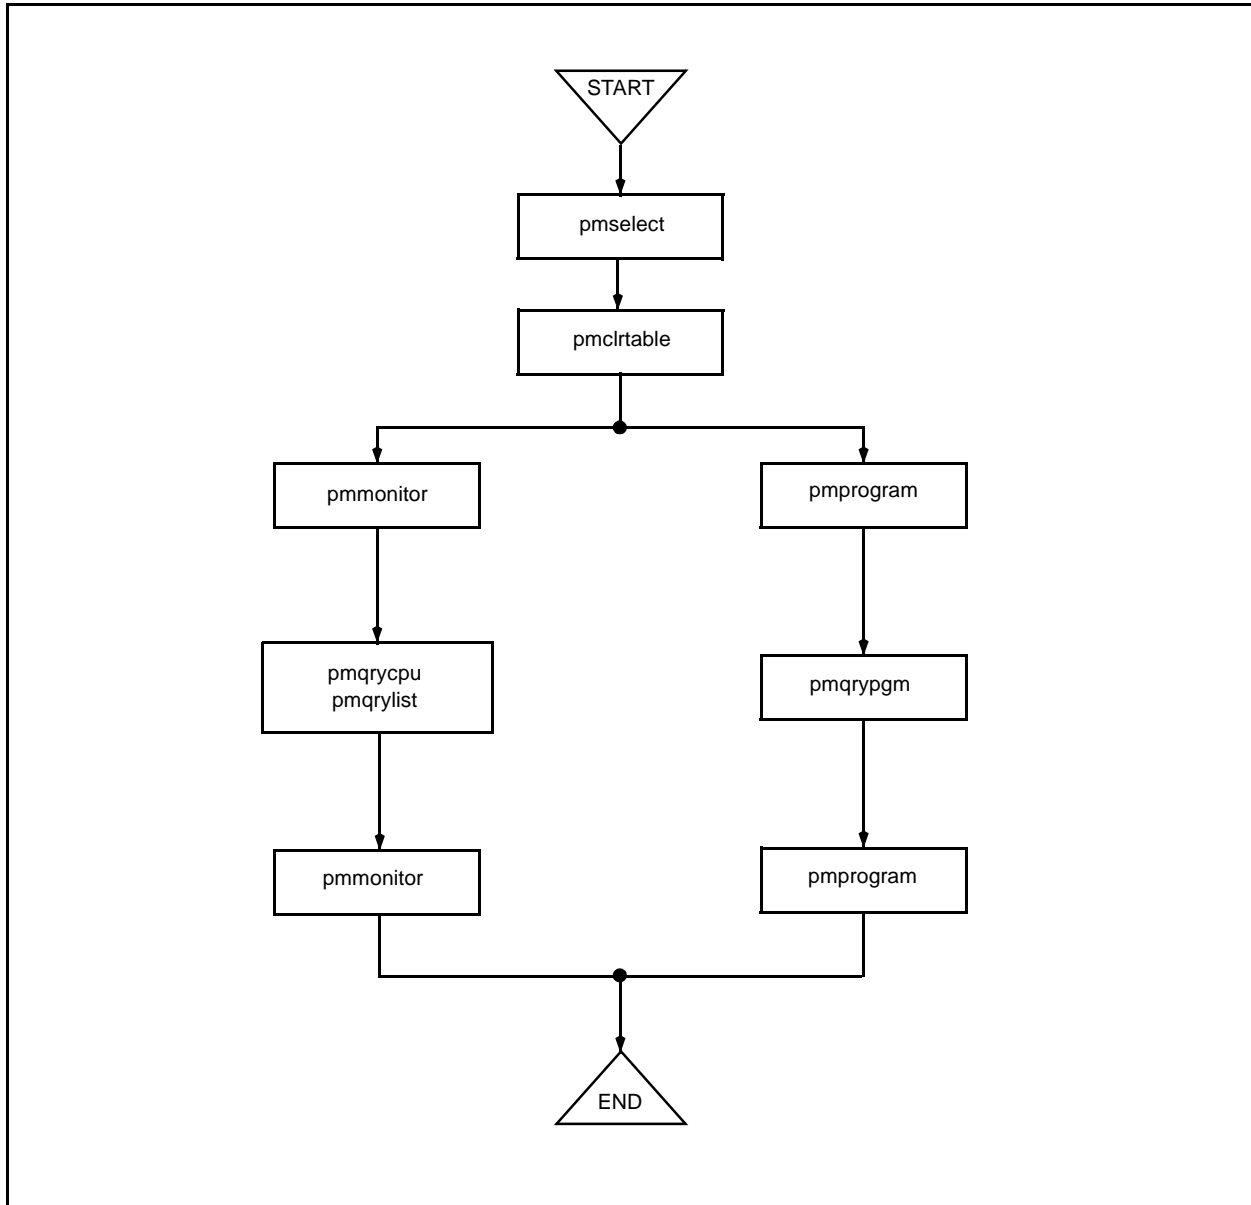 START
pmselect
pmclrtable
pmmonitor
pmprogram
pmqrycpu
pmqrylist
pmqrypgm
pmmonitor
pmprogram
END